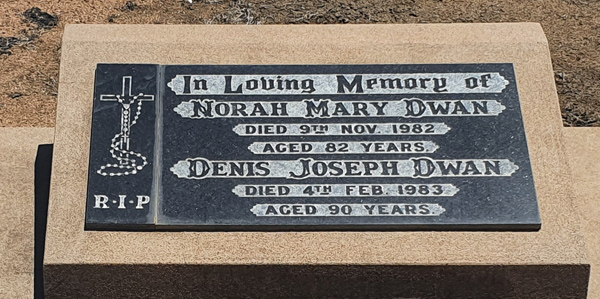 In Loving Memory of
NORAH MARY DWAN
DIED 9TH NOV. 1982
AGED 82 YEARS.
DENIS JOSEPH DWAN
DIED 4TH FEB. 1983
AGED 90 YEARS.
R·I·P